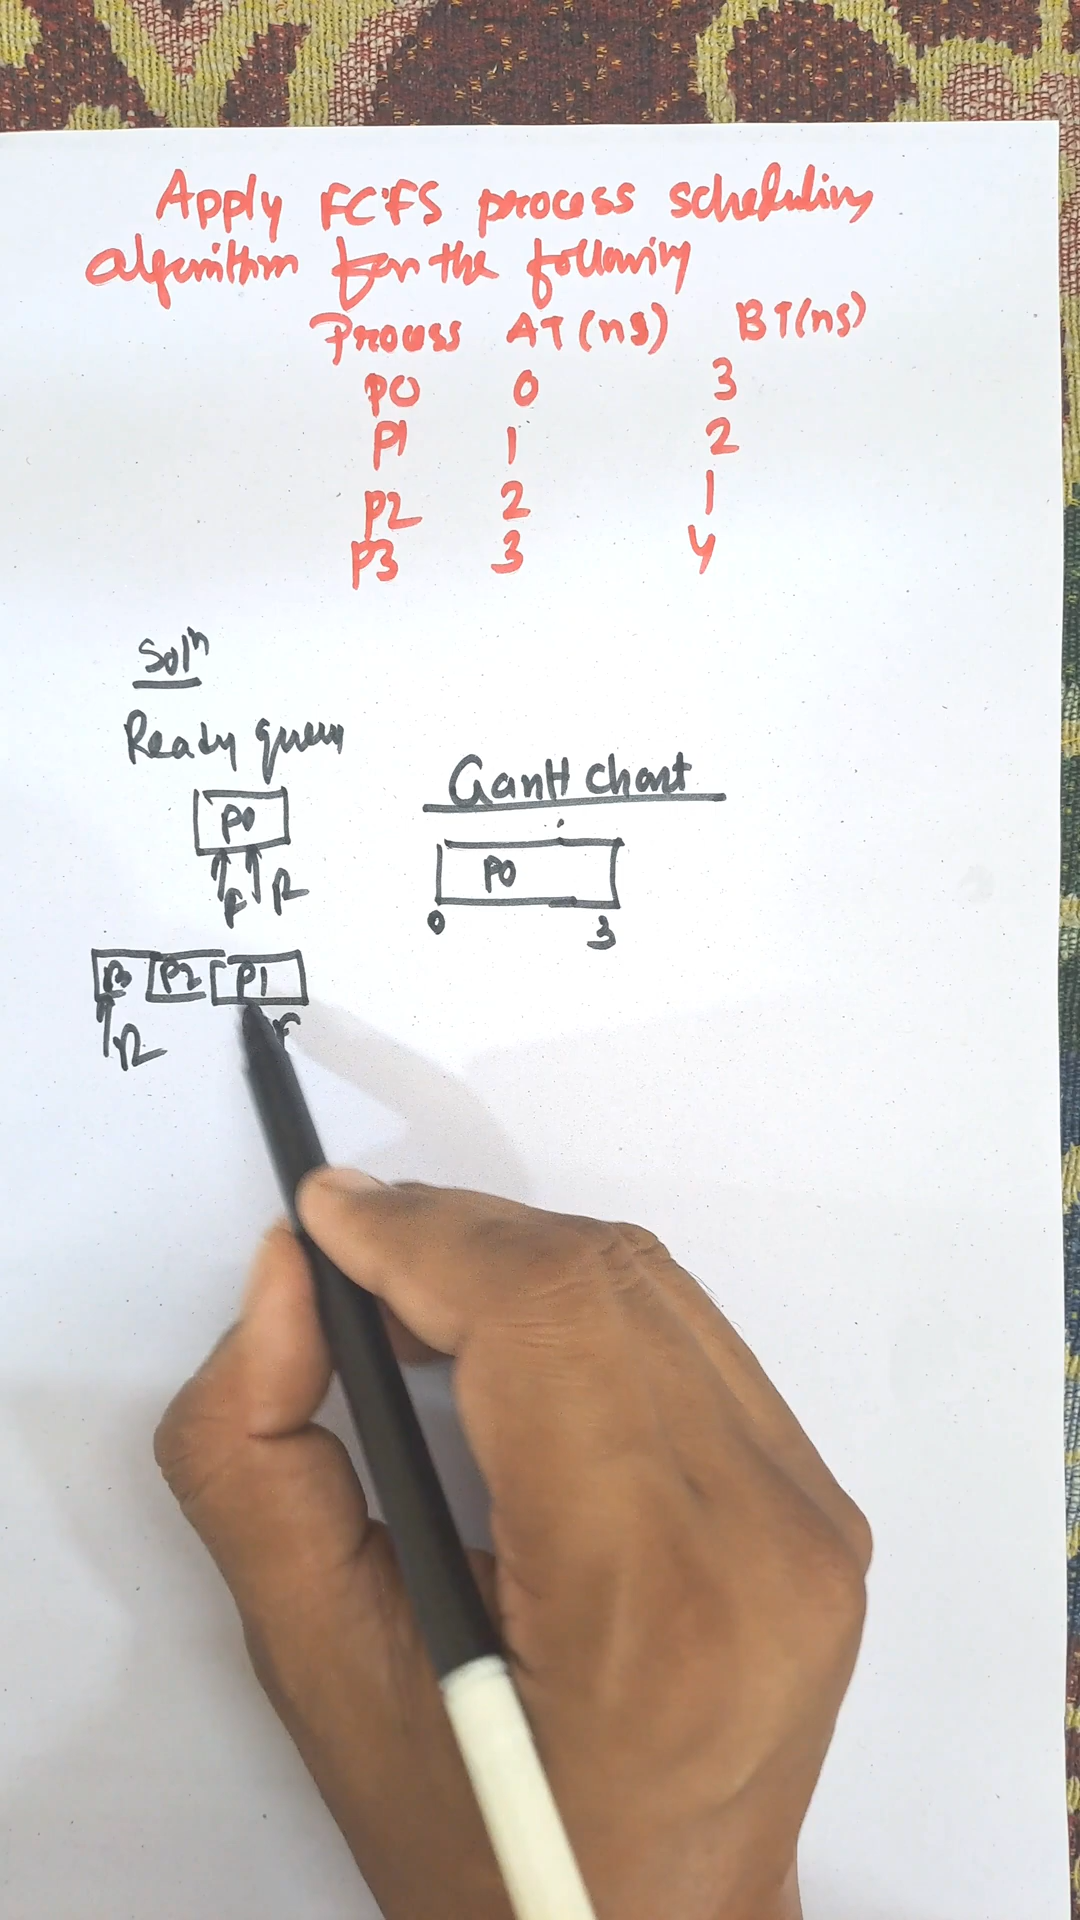 Apply FCFS process scheduling
algorithm for the following
Process AT(ns) BT(ns)
P0 0 3
P1 1 2
P2 2 1
P3 3 4
Solⁿ
Ready queue
Gantt chart
P0
P0
F R
0 3
P3 P2 P1
R F